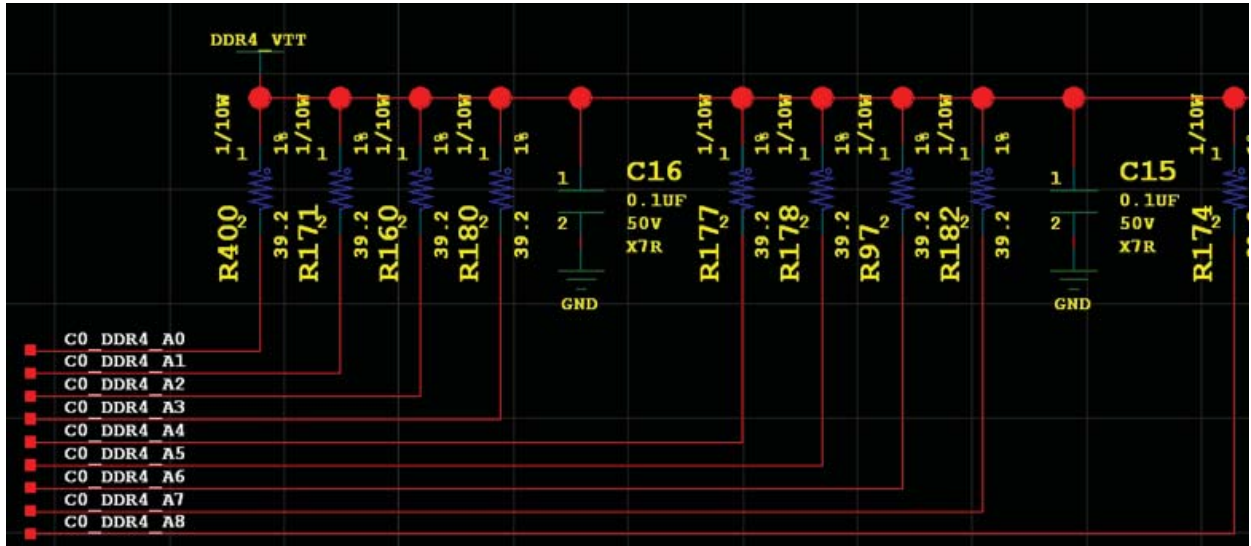 DDR4_VTT
1/10W
1
1%
R400
2
39.2
1/10W
1
1%
R171
2
39.2
1/10W
1
1%
R160
2
39.2
1/10W
1
1%
R180
2
39.2
1
2
C16
0.1UF
50V
X7R
GND
1/10W
1
1%
R177
2
39.2
1/10W
1
1%
R178
2
39.2
1/10W
1
1%
R97
2
39.2
1/10W
1
1%
R182
2
39.2
1
2
C15
0.1UF
50V
X7R
GND
1/10W
1
R174
2
C0_DDR4_A0
C0_DDR4_A1
C0_DDR4_A2
C0_DDR4_A3
C0_DDR4_A4
C0_DDR4_A5
C0_DDR4_A6
C0_DDR4_A7
C0_DDR4_A8